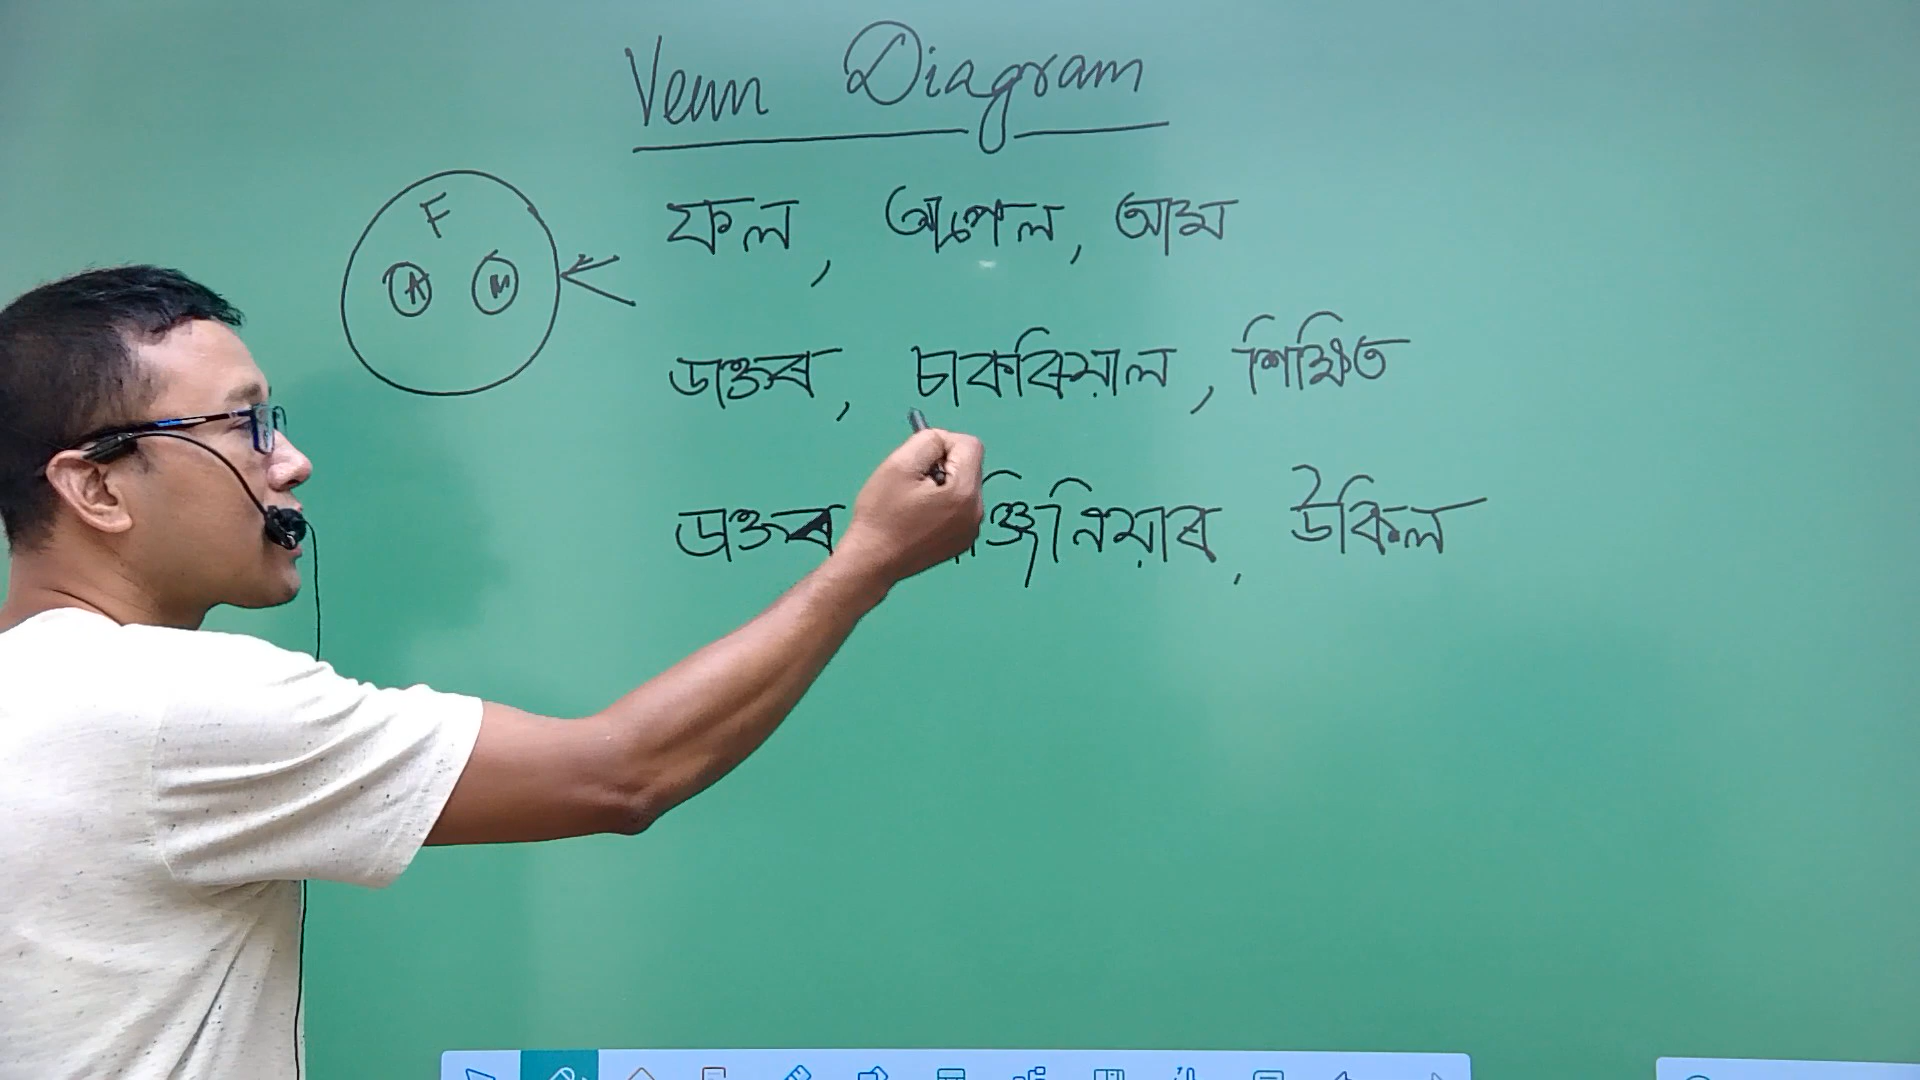 Venn Diagram
F
A M
ফল, আপেল, আম
ডাক্তৰ, চাকৰিয়াল, শিক্ষিত
ডাক্তৰ উকিল